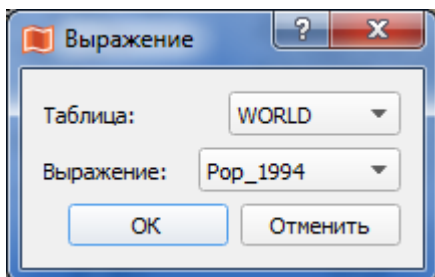 Выражение ?
Таблица: WORLD
Выражение: Pop_1994
OK Отменить